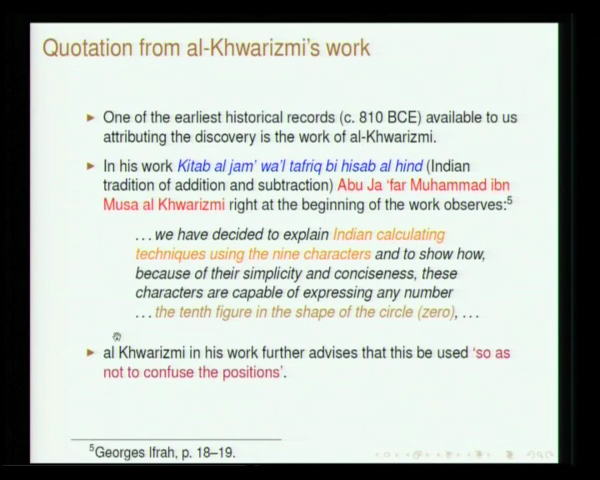 Quotation from al-Khwarizmi's work
▶ One of the earliest historical records (c. 810 BCE) available to us
attributing the discovery is the work of al-Khwarizmi.
▶ In his work Kitab al jam' wa'l tafriq bi hisab al hind (Indian
tradition of addition and subtraction) Abu Ja 'far Muhammad ibn
Musa al Khwarizmi right at the beginning of the work observes:5
...we have decided to explain Indian calculating
techniques using the nine characters and to show how,
because of their simplicity and conciseness, these
characters are capable of expressing any number
...the tenth figure in the shape of the circle (zero), ...
▶ al Khwarizmi in his work further advises that this be used 'so as
not to confuse the positions'.
5Georges Ifrah, p. 18–19.